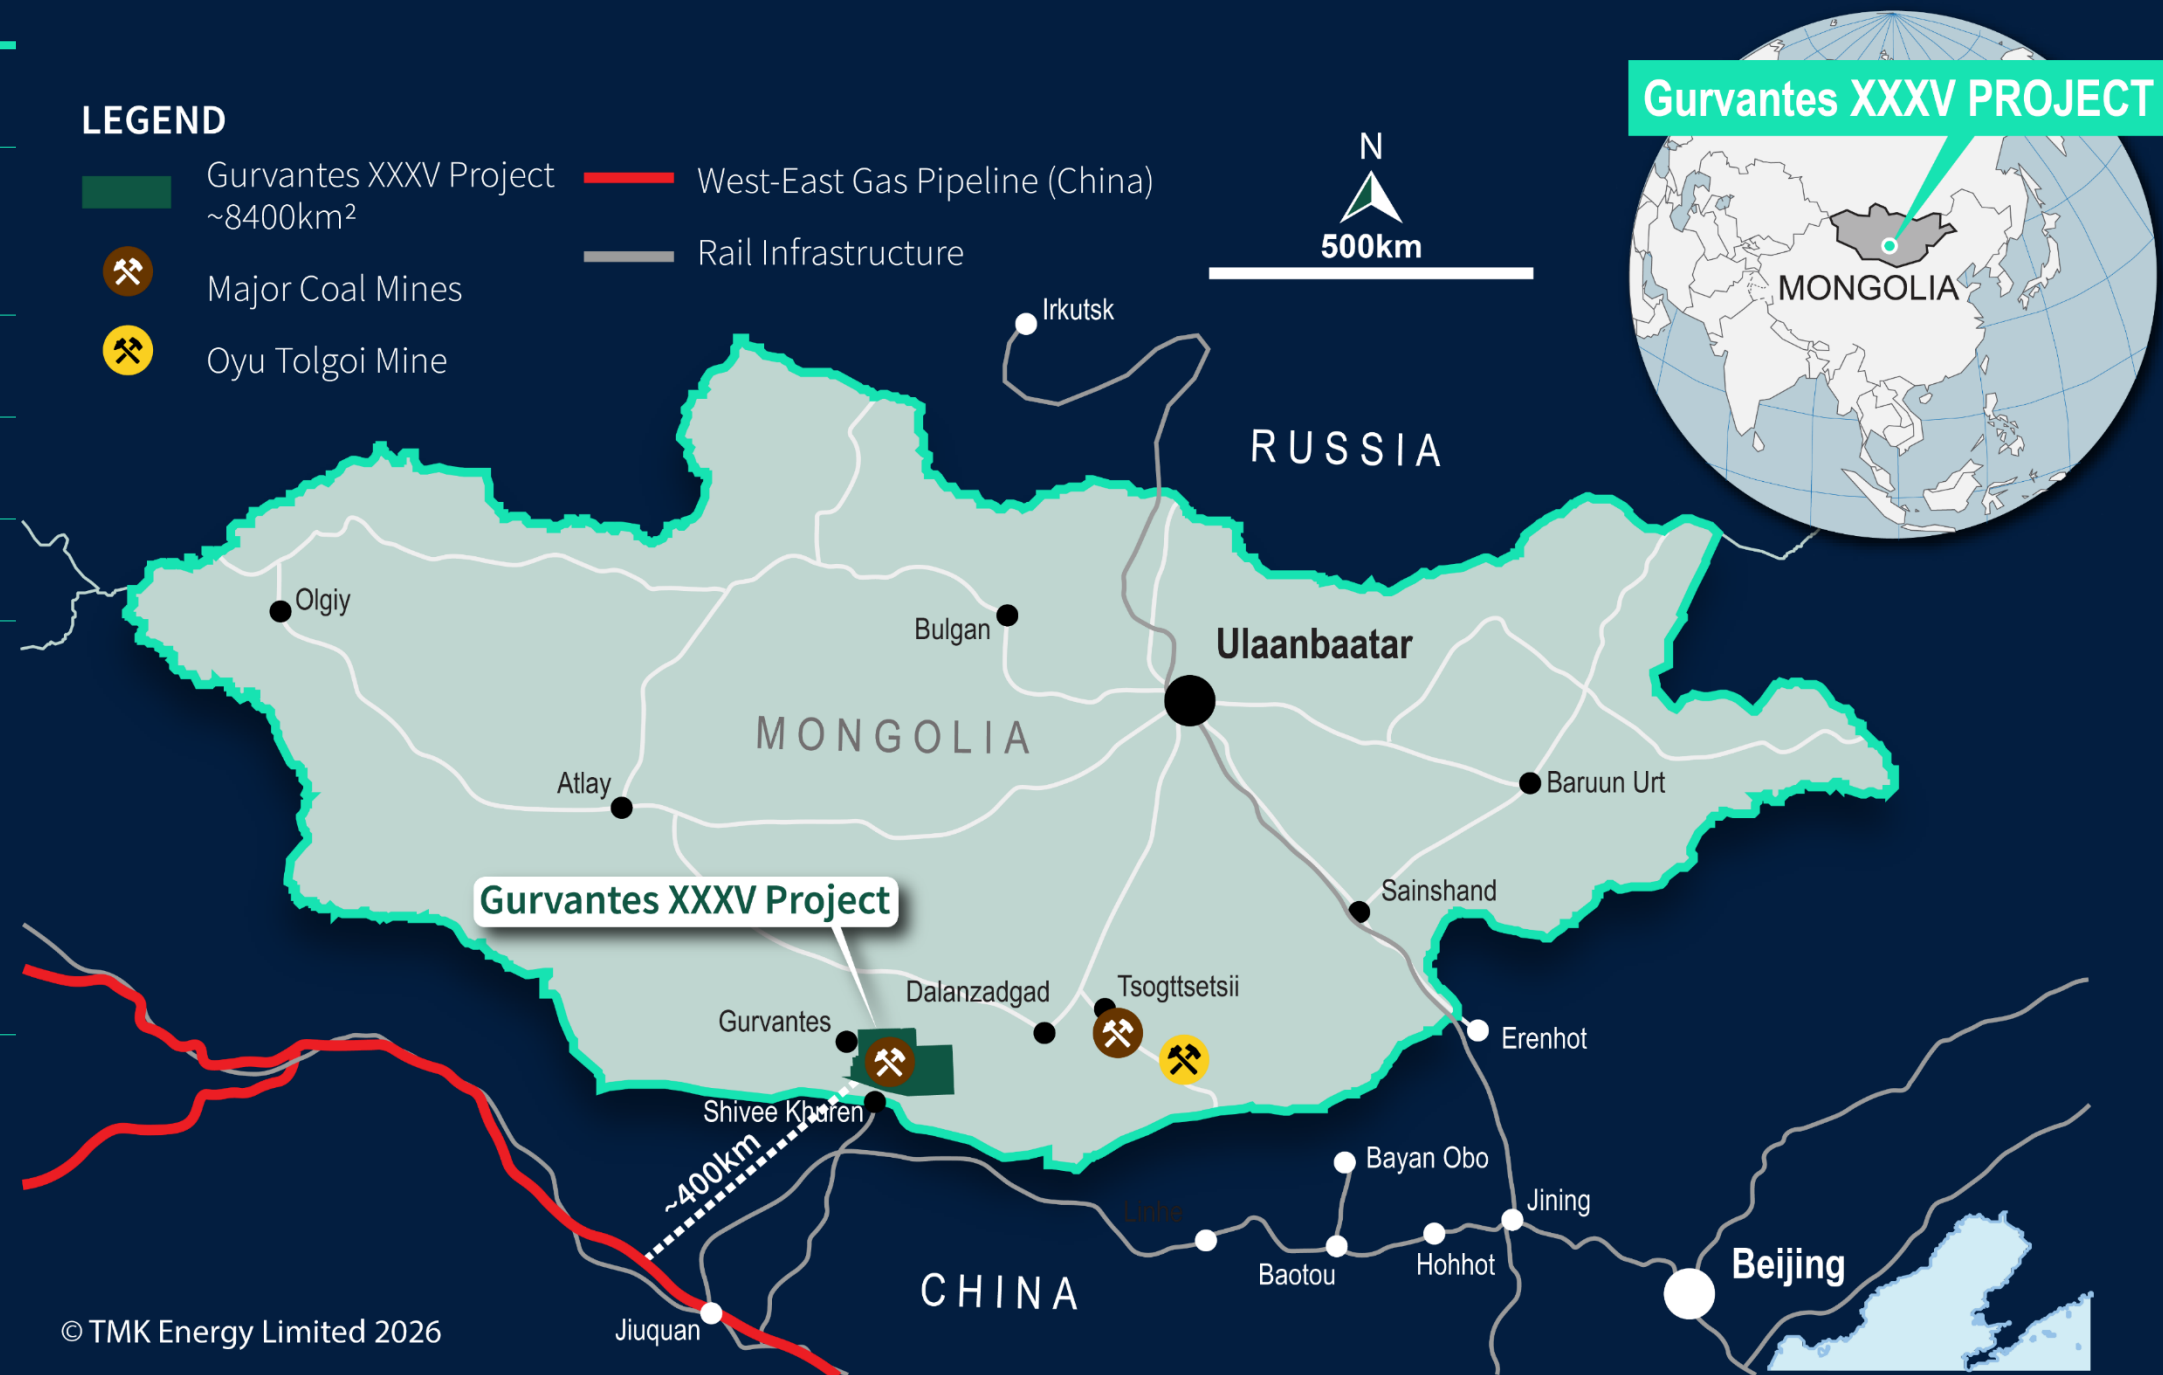 LEGEND
Gurvantes XXXV Project
~8400km²
Major Coal Mines
Oyu Tolgoi Mine
West-East Gas Pipeline (China)
Rail Infrastructure
N
500km
Gurvantes XXXV PROJECT
MONGOLIA
Irkutsk
RUSSIA
Olgiy
Bulgan
Ulaanbaatar
MONGOLIA
Atlay
Baruun Urt
Gurvantes XXXV Project
Sainshand
Dalanzadgad
Tsogttsetsii
Gurvantes
Erenhot
Shivee Khuren
~400km
Bayan Obo
Linhe
Jining
Baotou
Hohhot
Beijing
CHINA
Jiuquan
© TMK Energy Limited 2026